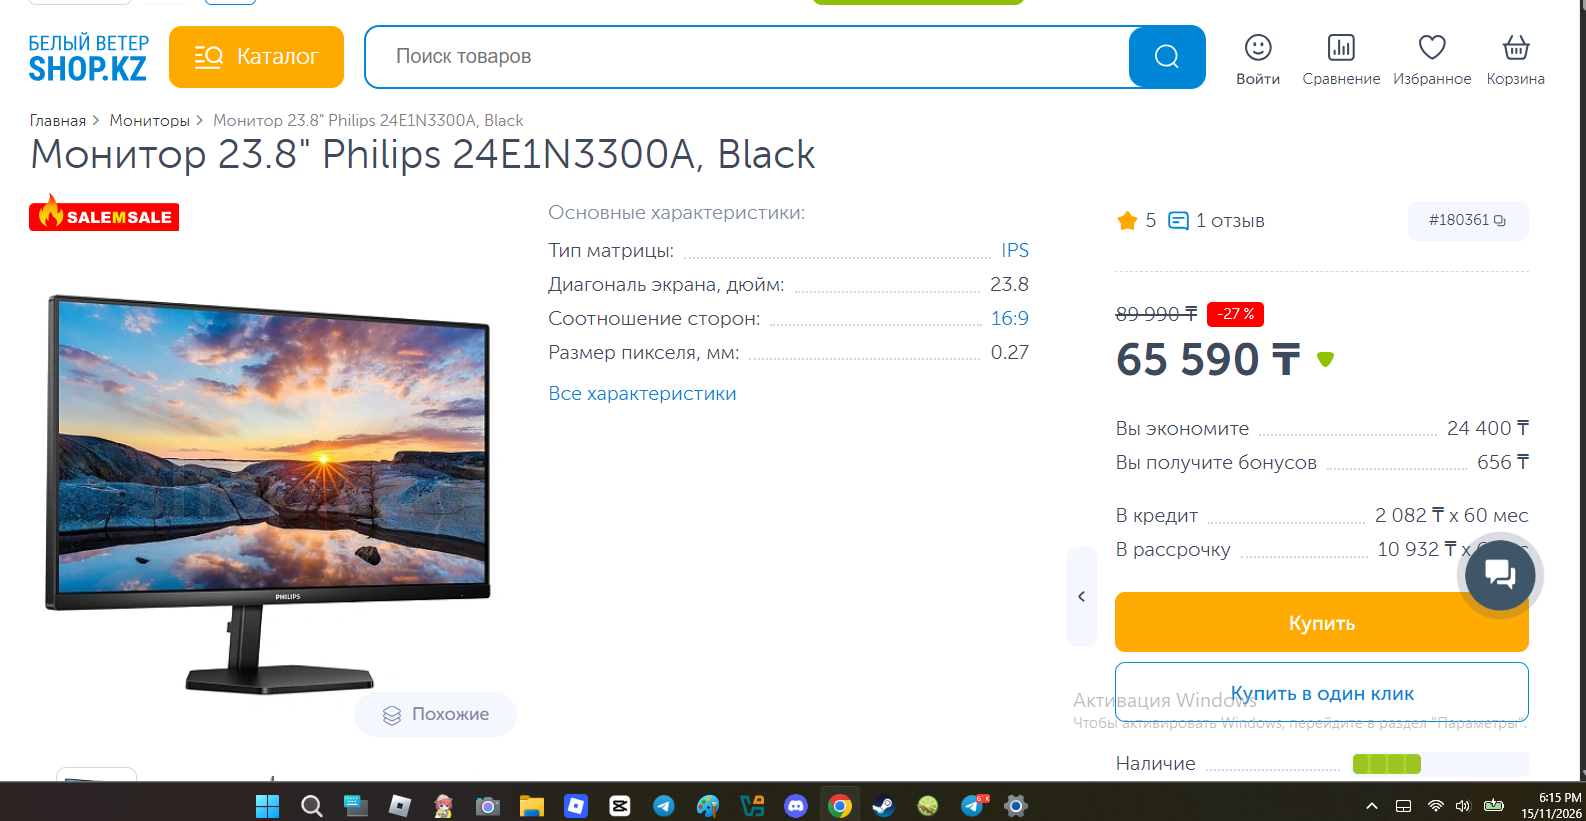 БЕЛЫЙ ВЕТЕР
SHOP.KZ
Каталог
Поиск товаров
Войти
Сравнение
Избранное
Корзина
Главная > Мониторы > Монитор 23.8" Philips 24E1N3300A, Black
Монитор 23.8" Philips 24E1N3300A, Black
SALEMSALE
Основные характеристики:
Тип матрицы: IPS
Диагональ экрана, дюйм: 23.8
Соотношение сторон: 16:9
Размер пикселя, мм: 0.27
Все характеристики
PHILIPS
Похожие
5 1 отзыв
#180361
89 990 ₸ -27 %
65 590 ₸
Вы экономите 24 400 ₸
Вы получите бонусов 656 ₸
В кредит 2 082 ₸ x 60 мес
В рассрочку 10 932 ₸ x
Купить
Купить в один клик
Активация Windows
Чтобы активировать Windows, перейдите в раздел "Параметры".
Наличие
6:15 PM
15/11/2026